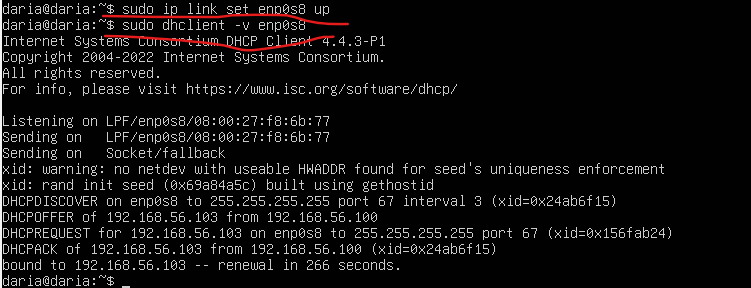 daria@daria:~$ sudo ip link set enp0s8 up
daria@daria:~$ sudo dhclient -v enp0s8
Internet Systems Consortium DHCP Client 4.4.3-P1
Copyright 2004-2022 Internet Systems Consortium.
All rights reserved.
For info, please visit https://www.isc.org/software/dhcp/
Listening on LPF/enp0s8/08:00:27:f8:6b:77
Sending on   LPF/enp0s8/08:00:27:f8:6b:77
Sending on   Socket/fallback
xid: warning: no netdev with useable HWADDR found for seed's uniqueness enforcement
xid: rand init seed (0x69a84a5c) built using gethostid
DHCPDISCOVER on enp0s8 to 255.255.255.255 port 67 interval 3 (xid=0x24ab6f15)
DHCPOFFER of 192.168.56.103 from 192.168.56.100
DHCPREQUEST for 192.168.56.103 on enp0s8 to 255.255.255.255 port 67 (xid=0x156fab24)
DHCPACK of 192.168.56.103 from 192.168.56.100 (xid=0x24ab6f15)
bound to 192.168.56.103 -- renewal in 266 seconds.
daria@daria:~$ _